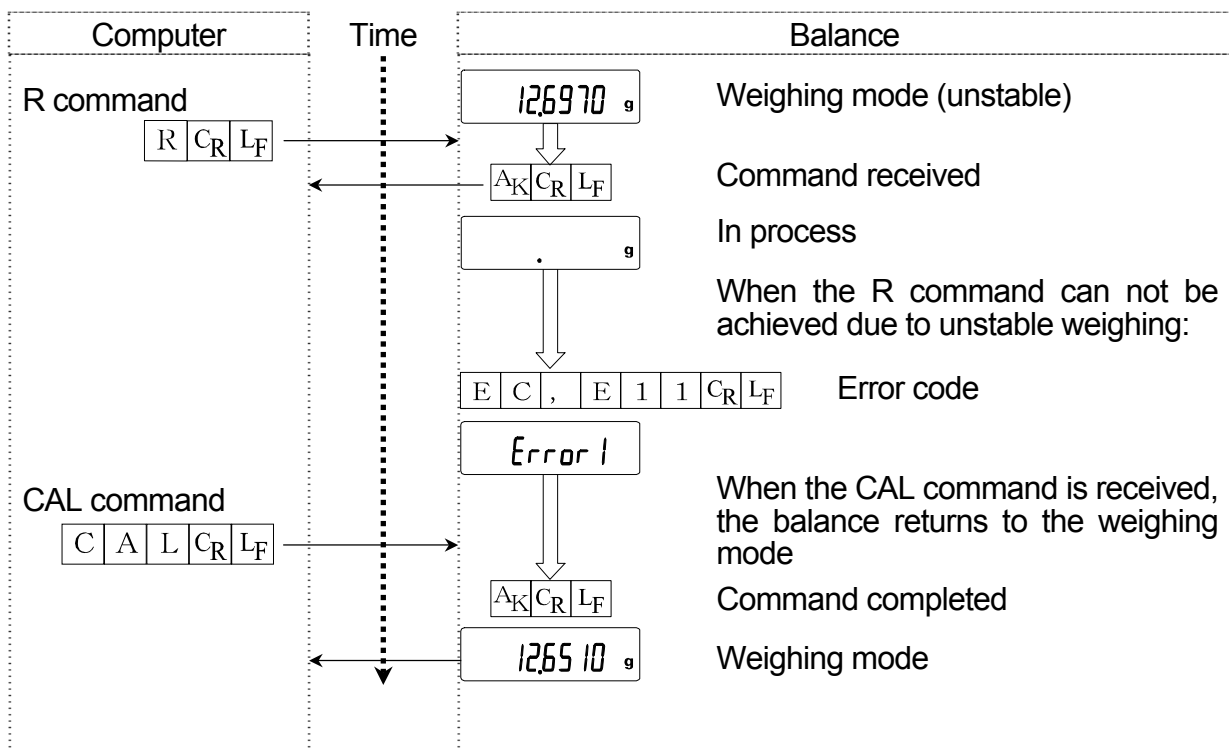 Computer Time Balance
12.6970 g Weighing mode (unstable)
R command
R CR LF
AK CR LF Command received
. g In process
When the R command can not be
achieved due to unstable weighing:
E C , E 1 1 CR LF Error code
Error 1
CAL command
When the CAL command is received,
C A L CR LF the balance returns to the weighing
mode
AK CR LF Command completed
12.6510 g Weighing mode